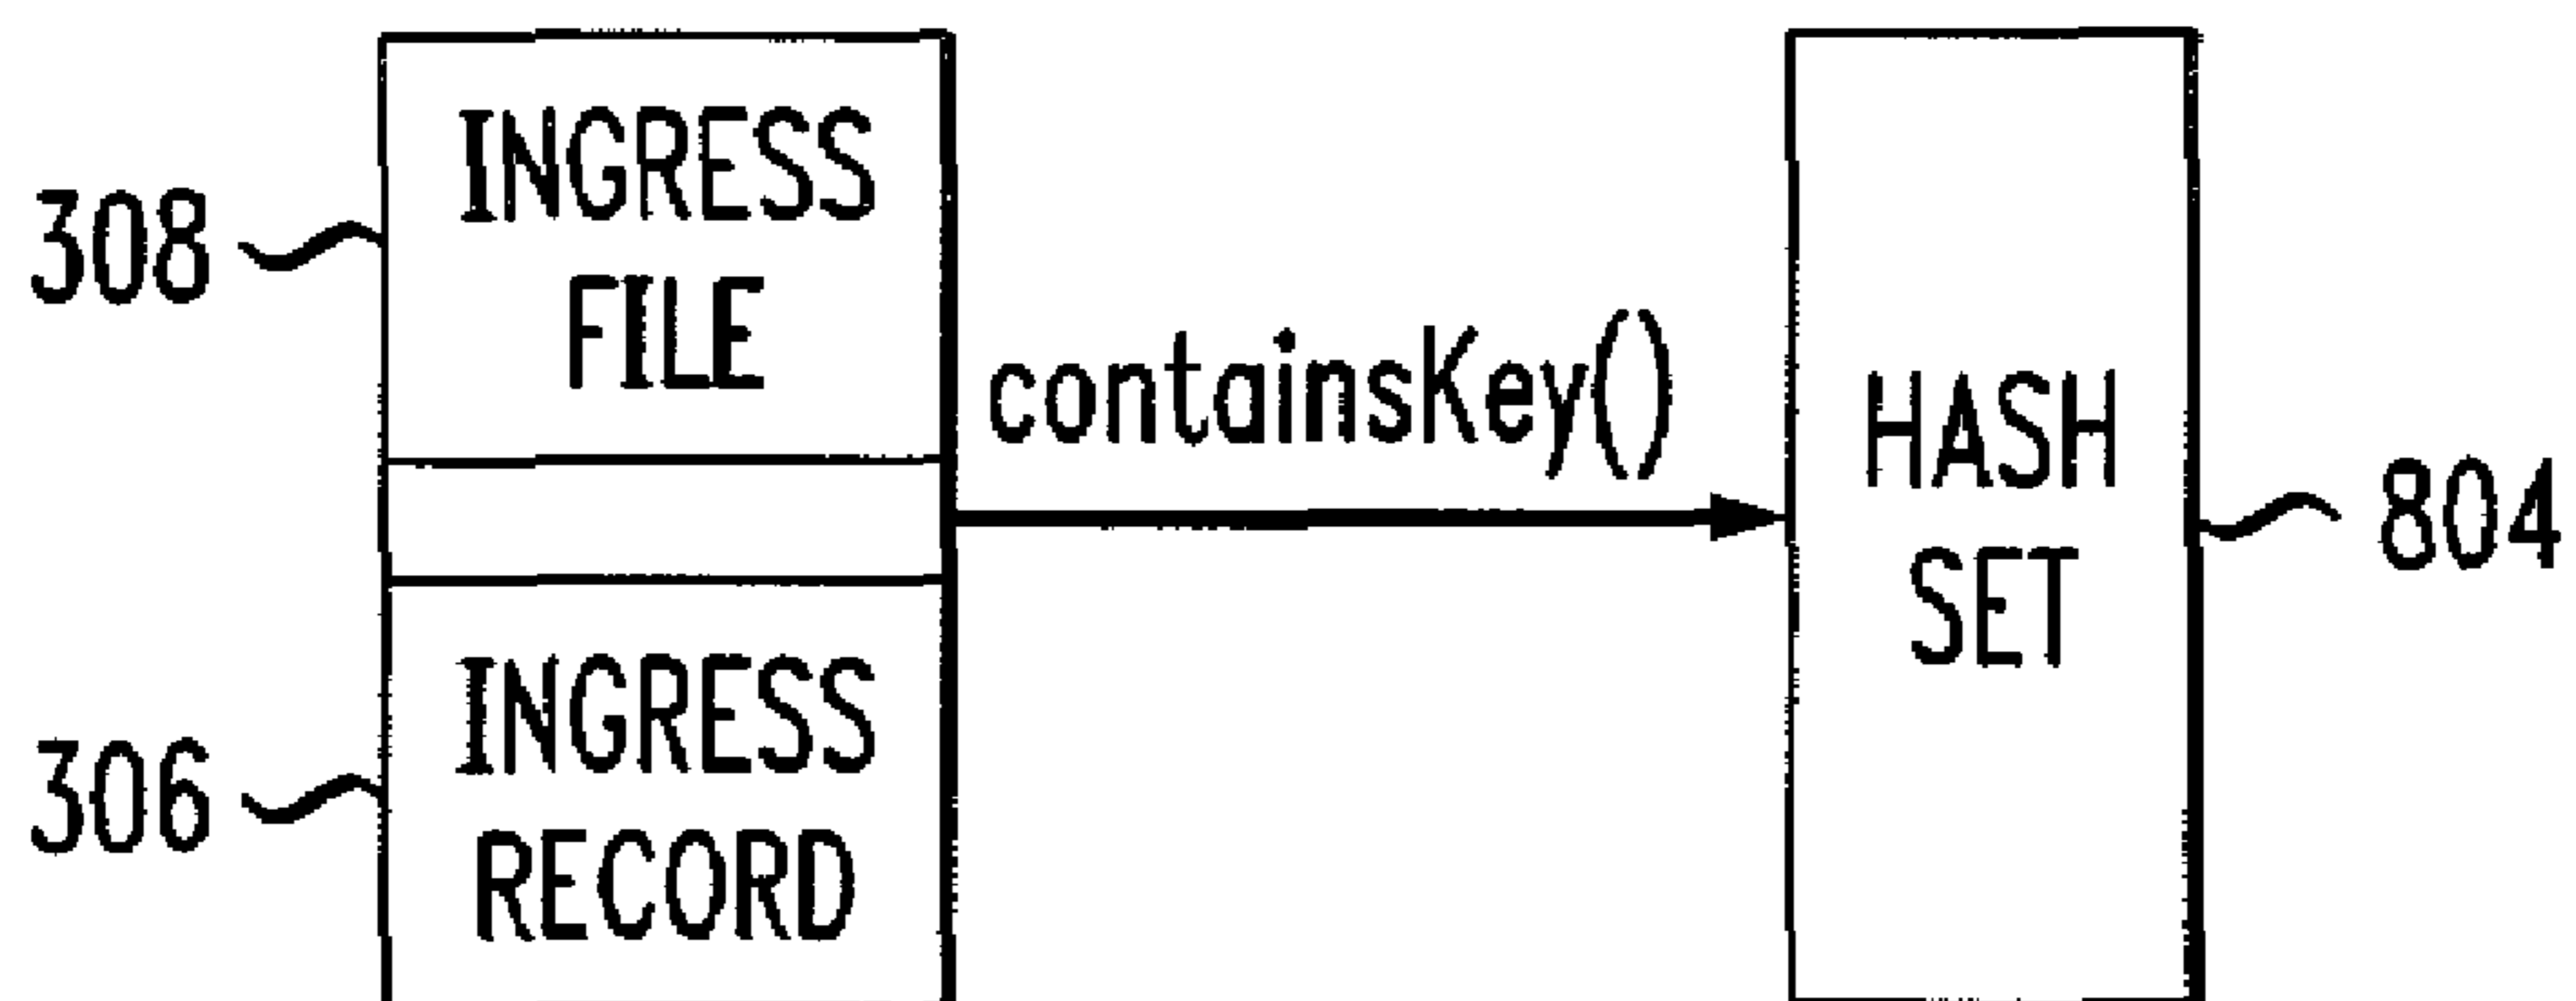 308
INGRESS
FILE
containsKey()
HASH
SET
804
306
INGRESS
RECORD